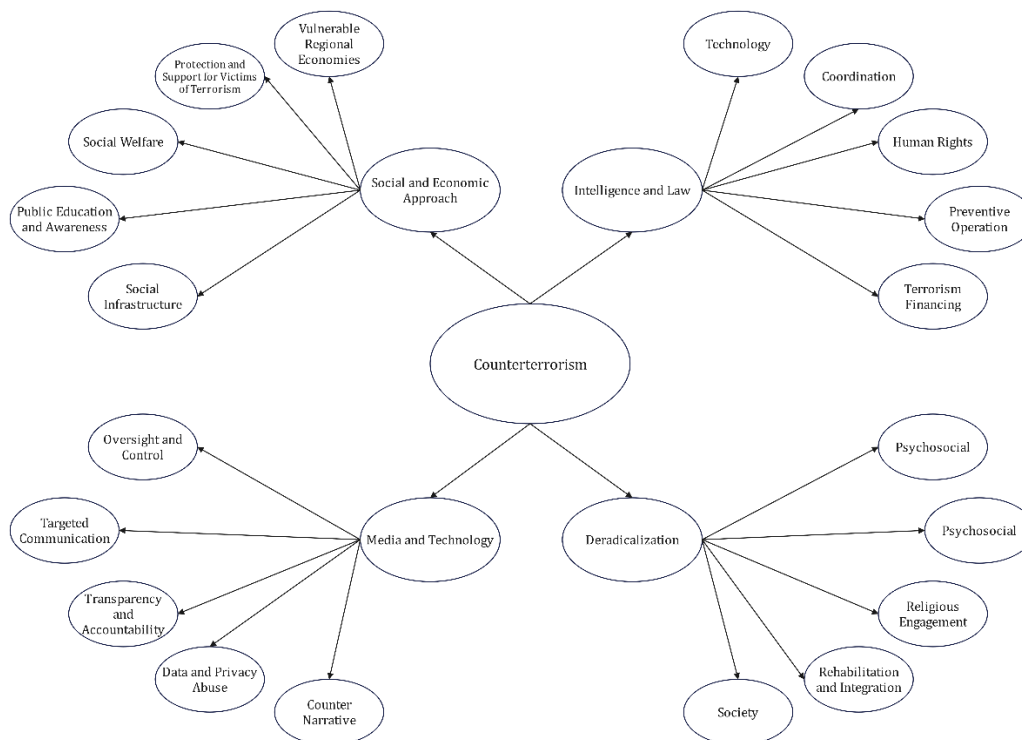 Vulnerable
Regional
Economies
Technology
Protection and
Support for Victims
of Terrorism
Coordination
Social Welfare
Human Rights
Social and Economic
Approach
Intelligence and Law
Public Education
and Awareness
Preventive
Operation
Social
Infrastructure
Terrorism
Financing
Counterterrorism
Oversight and
Control
Psychosocial
Targeted
Communication
Media and Technology
Deradicalization
Psychosocial
Transparency
and
Accountability
Religious
Engagement
Data and Privacy
Abuse
Rehabilitation
and Integration
Counter
Narrative
Society